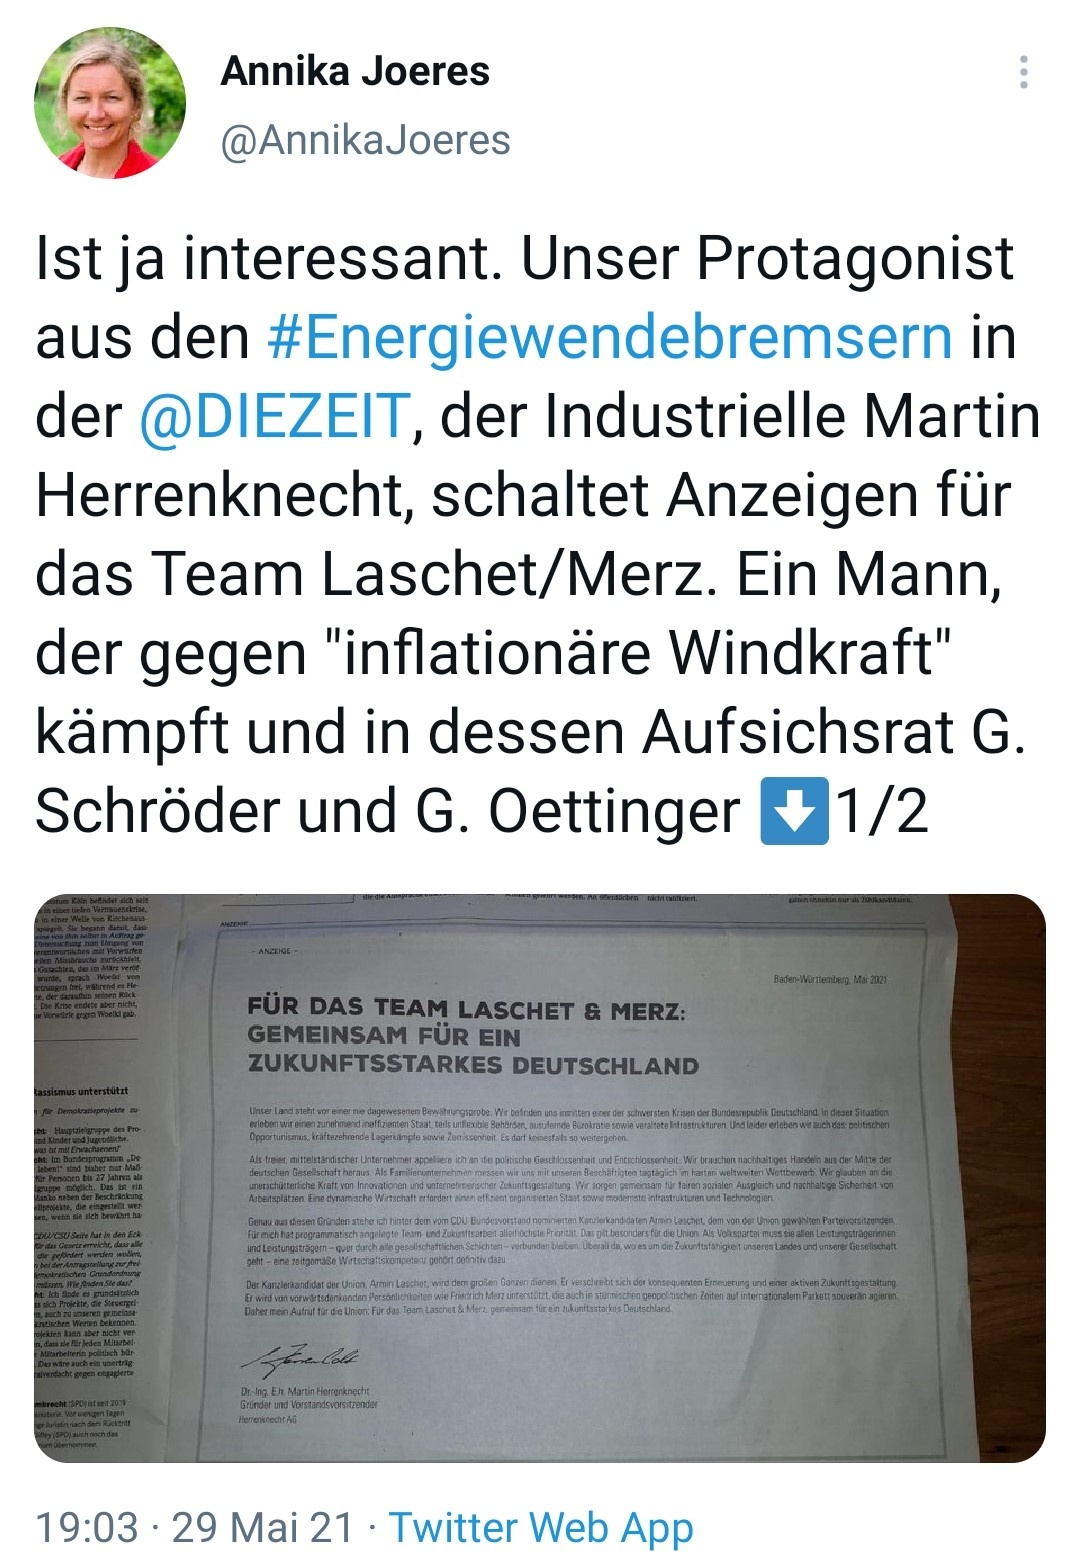 Annika Joeres
@AnnikaJoeres
Ist ja interessant. Unser Protagonist
aus den #Energiewendebremsern in
der @DIEZEIT, der Industrielle Martin
Herrenknecht, schaltet Anzeigen für
das Team Laschet/Merz. Ein Mann,
der gegen "inflationäre Windkraft"
kämpft und in dessen Aufsichsrat G.
Schröder und G. Oettinger ⬇️1/2
ANZEIGE
- ANZEIGE -
Baden-Württemberg, Mai 2021
FÜR DAS TEAM LASCHET & MERZ:
GEMEINSAM FÜR EIN
ZUKUNFTSSTARKES DEUTSCHLAND
Unser Land steht vor einer nie dagewesenen Bewährungsprobe: Wir befinden uns inmitten einer der schwersten Krisen der Bundesrepublik Deutschland. In dieser Situation
erleben wir einen zunehmend ineffizienten Staat, teils unflexible Behörden, ausufernde Bürokratie sowie veraltete Infrastrukturen. Und leider erleben wir auch das: politischen
Opportunismus, kräftezehrende Lagerkämpfe sowie Zerrissenheit. Es darf keinesfalls so weitergehen.
Als freier, mittelständischer Unternehmer appelliere ich an die politische Geschlossenheit und Entschlossenheit: Wir brauchen nachhaltiges Handeln aus der Mitte der
deutschen Gesellschaft heraus. Als Familienunternehmen messen wir uns mit unseren Beschäftigten tagtäglich im harten weltweiten Wettbewerb. Wir glauben an die
unerschütterliche Kraft von Innovationen und unternehmerischer Zukunftsgestaltung. Wir sorgen gemeinsam für fairen sozialen Ausgleich und nachhaltige Sicherheit von
Arbeitsplätzen. Eine dynamische Wirtschaft erfordert einen effizient organisierten Staat sowie modernste Infrastrukturen und Technologien.
Genau aus diesen Gründen stehe ich hinter dem vom CDU Bundesvorstand nominierten Kanzlerkandidaten Armin Laschet, dem von der Union gewählten Parteivorsitzenden.
Für mich hat programmatisch angelegte Team- und Zukunftsarbeit allerhöchste Priorität. Das gilt besonders für die Union. Als Volkspartei muss sie allen Leistungsträgerinnen
und Leistungsträgern – quer durch alle gesellschaftlichen Schichten – verbunden bleiben. Überall da, wo es um die Zukunftsfähigkeit unseres Landes und unserer Gesellschaft
geht – eine zeitgemäße Wirtschaftskompetenz gehört definitiv dazu.
Der Kanzlerkandidat der Union, Armin Laschet, wird dem großen Ganzen dienen. Er verschreibt sich der konsequenten Erneuerung und einer aktiven Zukunftsgestaltung.
Er wird von vorwärtsdenkenden Persönlichkeiten wie Friedrich Merz unterstützt, die auch in stürmischen geopolitischen Zeiten auf internationalem Parkett souverän agieren.
Daher mein Aufruf für die Union: Für das Team Laschet & Merz, gemeinsam für ein zukunftsstarkes Deutschland.
Dr.-Ing. E.h. Martin Herrenknecht
Gründer und Vorstandsvorsitzender
Herrenknecht AG
19:03 · 29 Mai 21 · Twitter Web App